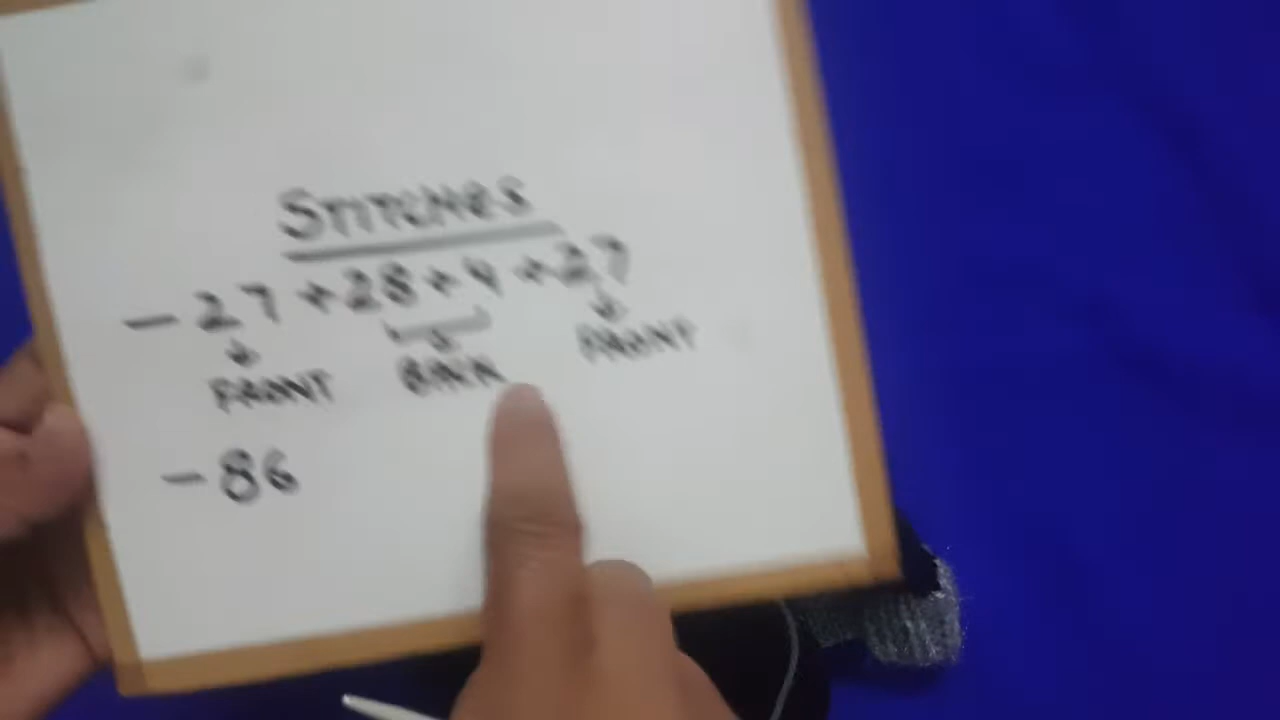 STITCHES
- 27 + 28 + 4 + 27
↓ ↓ ↓
FRONT BACK FRONT
- 86